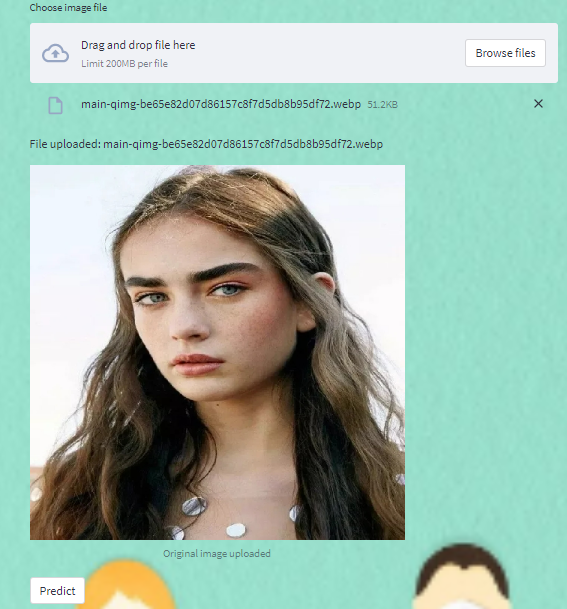 Choose image file
Drag and drop file here
Limit 200MB per file
Browse files
main-qimg-be65e82d07d86157c8f7d5db8b95df72.webp 51.2KB
File uploaded: main-qimg-be65e82d07d86157c8f7d5db8b95df72.webp
Original image uploaded
Predict